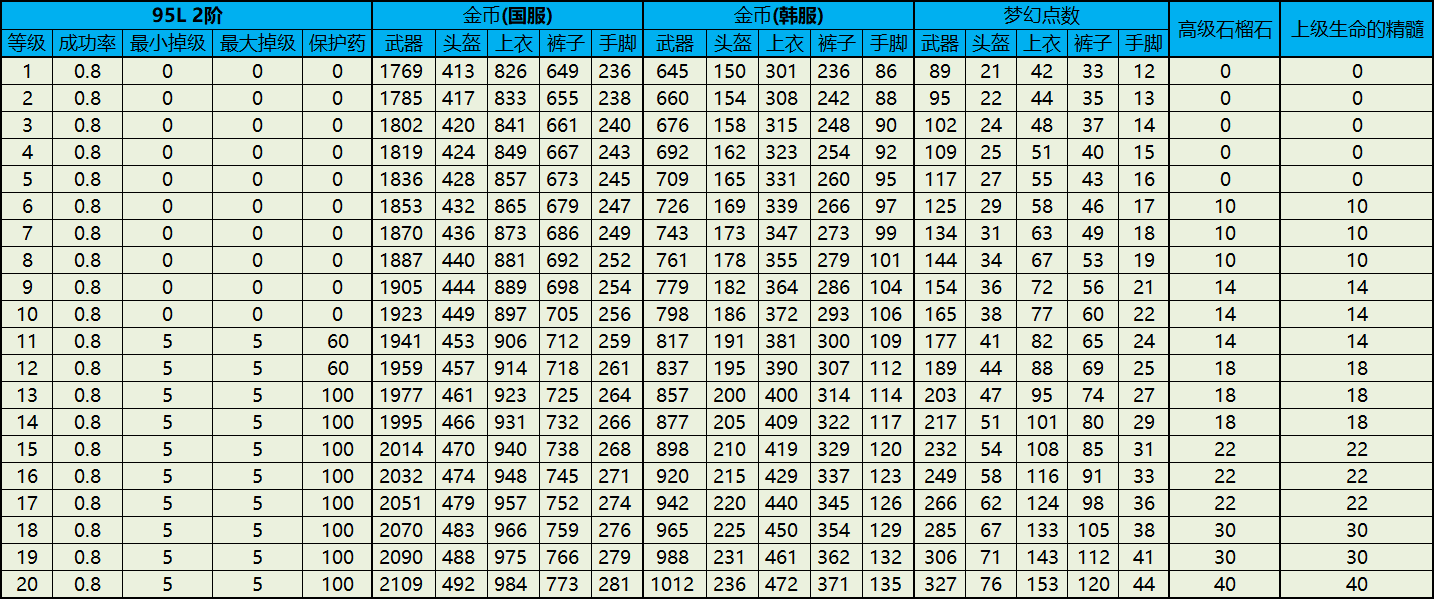 95L 2阶 金币(国服) 金币(韩服) 梦幻点数 高级石榴石 上级生命的精髓
等级 成功率 最小掉级 最大掉级 保护药 武器 头盔 上衣 裤子 手脚 武器 头盔 上衣 裤子 手脚 武器 头盔 上衣 裤子 手脚
1 0.8 0 0 0 1769 413 826 649 236 645 150 301 236 86 89 21 42 33 12 0 0
2 0.8 0 0 0 1785 417 833 655 238 660 154 308 242 88 95 22 44 35 13 0 0
3 0.8 0 0 0 1802 420 841 661 240 676 158 315 248 90 102 24 48 37 14 0 0
4 0.8 0 0 0 1819 424 849 667 243 692 162 323 254 92 109 25 51 40 15 0 0
5 0.8 0 0 0 1836 428 857 673 245 709 165 331 260 95 117 27 55 43 16 0 0
6 0.8 0 0 0 1853 432 865 679 247 726 169 339 266 97 125 29 58 46 17 10 10
7 0.8 0 0 0 1870 436 873 686 249 743 173 347 273 99 134 31 63 49 18 10 10
8 0.8 0 0 0 1887 440 881 692 252 761 178 355 279 101 144 34 67 53 19 10 10
9 0.8 0 0 0 1905 444 889 698 254 779 182 364 286 104 154 36 72 56 21 14 14
10 0.8 0 0 0 1923 449 897 705 256 798 186 372 293 106 165 38 77 60 22 14 14
11 0.8 5 5 60 1941 453 906 712 259 817 191 381 300 109 177 41 82 65 24 14 14
12 0.8 5 5 60 1959 457 914 718 261 837 195 390 307 112 189 44 88 69 25 18 18
13 0.8 5 5 100 1977 461 923 725 264 857 200 400 314 114 203 47 95 74 27 18 18
14 0.8 5 5 100 1995 466 931 732 266 877 205 409 322 117 217 51 101 80 29 18 18
15 0.8 5 5 100 2014 470 940 738 268 898 210 419 329 120 232 54 108 85 31 22 22
16 0.8 5 5 100 2032 474 948 745 271 920 215 429 337 123 249 58 116 91 33 22 22
17 0.8 5 5 100 2051 479 957 752 274 942 220 440 345 126 266 62 124 98 36 22 22
18 0.8 5 5 100 2070 483 966 759 276 965 225 450 354 129 285 67 133 105 38 30 30
19 0.8 5 5 100 2090 488 975 766 279 988 231 461 362 132 306 71 143 112 41 30 30
20 0.8 5 5 100 2109 492 984 773 281 1012 236 472 371 135 327 76 153 120 44 40 40